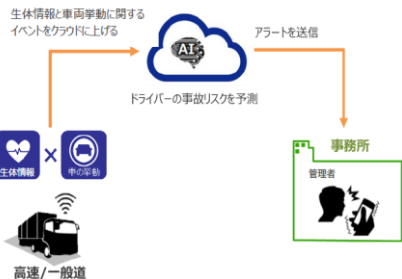 生体情報と車両挙動に関する
イベントをクラウドに上げる
AI
アラートを送信
ドライバーの事故リスクを予測
生体情報
×
車の挙動
事務所
管理者
高速/一般道